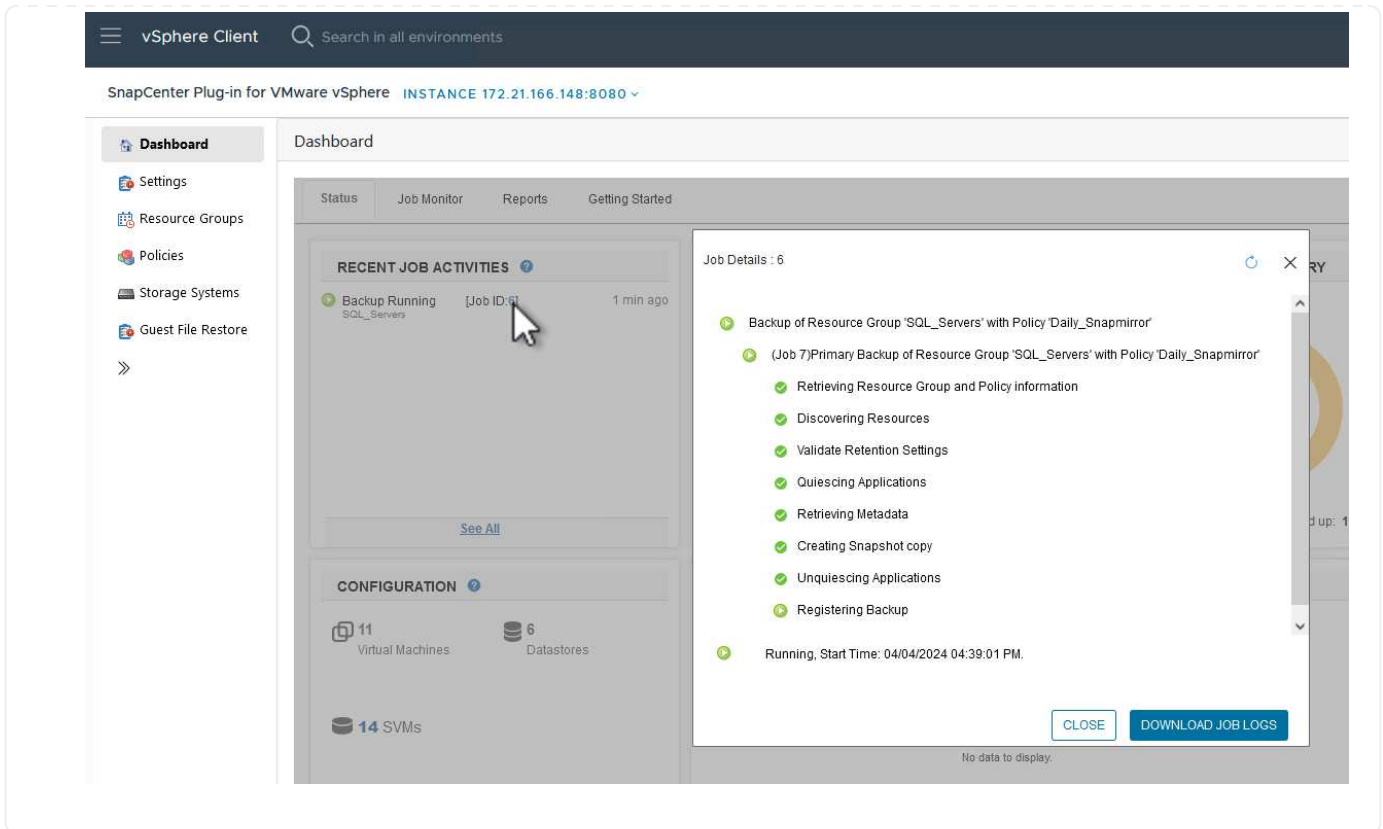 vSphere Client
Search in all environments
SnapCenter Plug-in for VMware vSphere INSTANCE 172.21.166.148:8080
Dashboard
Settings
Resource Groups
Policies
Storage Systems
Guest File Restore
Dashboard
Status Job Monitor Reports Getting Started
RECENT JOB ACTIVITIES
Backup Running [Job ID:6] 1 min ago
SQL_Servers
See All
CONFIGURATION
11
Virtual Machines
6
Datastores
14 SVMs
Job Details : 6
RY
Backup of Resource Group 'SQL_Servers' with Policy 'Daily_Snapmirror'
(Job 7)Primary Backup of Resource Group 'SQL_Servers' with Policy 'Daily_Snapmirror'
Retrieving Resource Group and Policy information
Discovering Resources
Validate Retention Settings
Quiescing Applications
Retrieving Metadata
Creating Snapshot copy
Unquiescing Applications
Registering Backup
Running, Start Time: 04/04/2024 04:39:01 PM.
CLOSE DOWNLOAD JOB LOGS
d up: 1
No data to display.